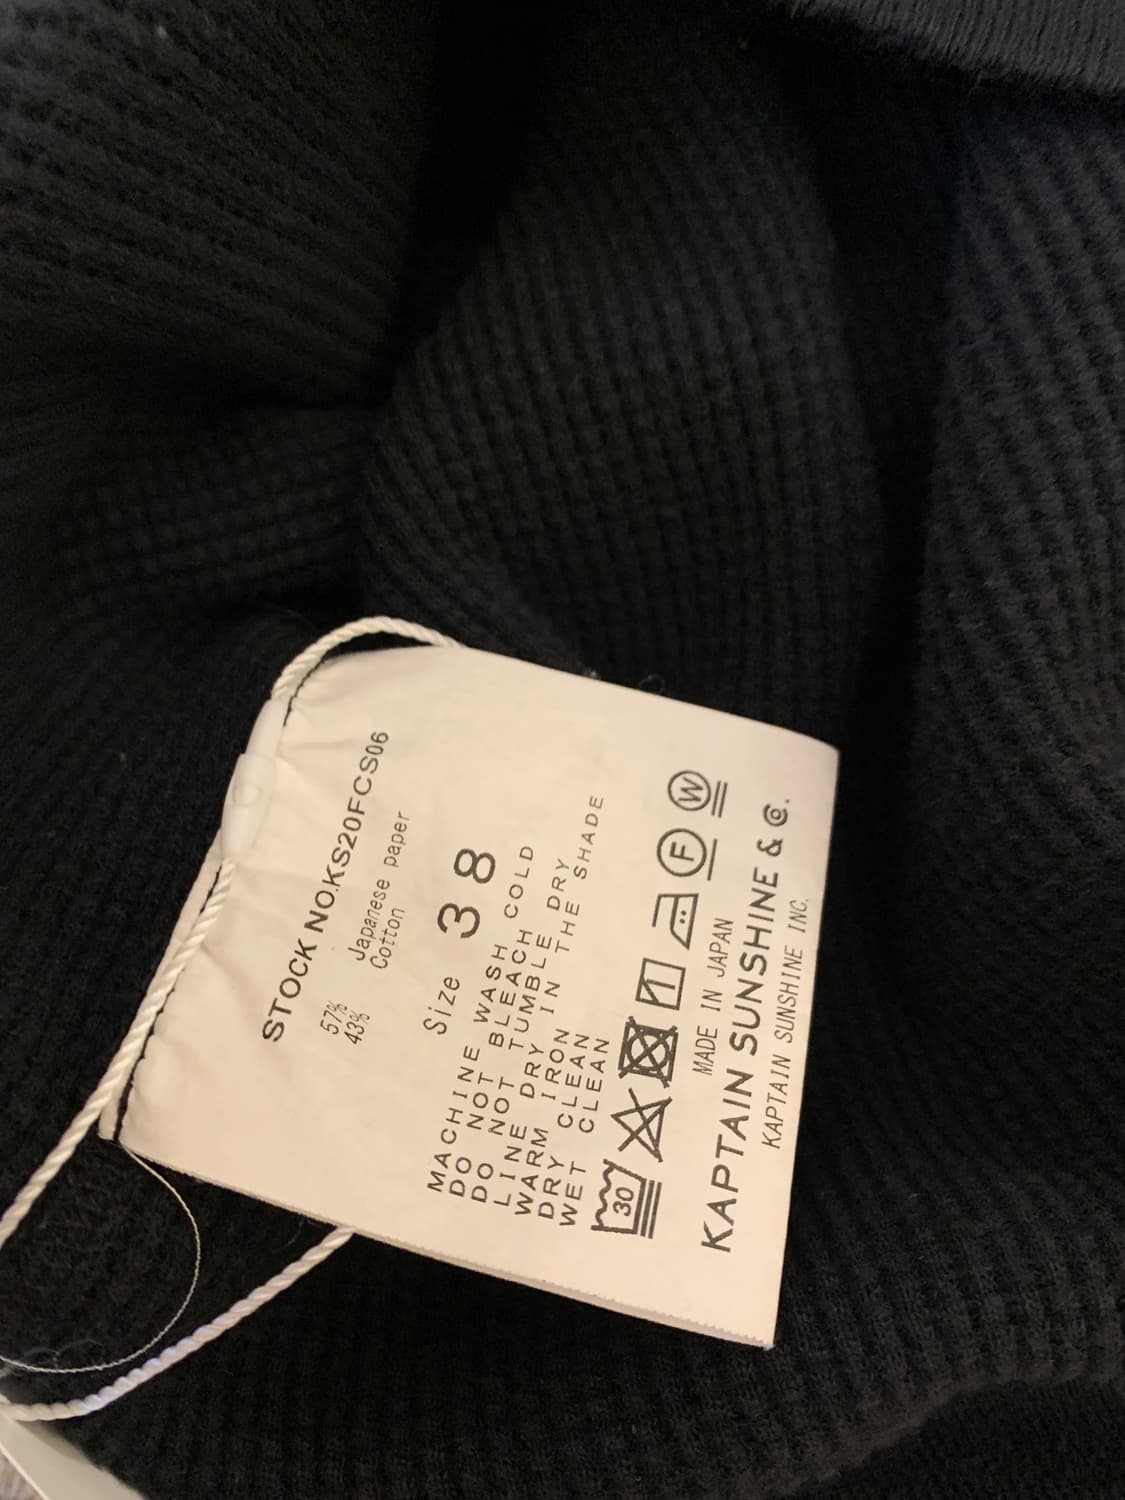 STOCK NO.KS20FCS06
57% Japanese paper
43% Cotton
Size 38
MACHINE WASH COLD
DO NOT BLEACH
DO NOT TUMBLE DRY
LINE DRY IN THE SHADE
WARM IRON
DRY CLEAN
WET CLEAN
30
F
W
MADE IN JAPAN
KAPTAIN SUNSHINE & Co.
KAPTAIN SUNSHINE INC.